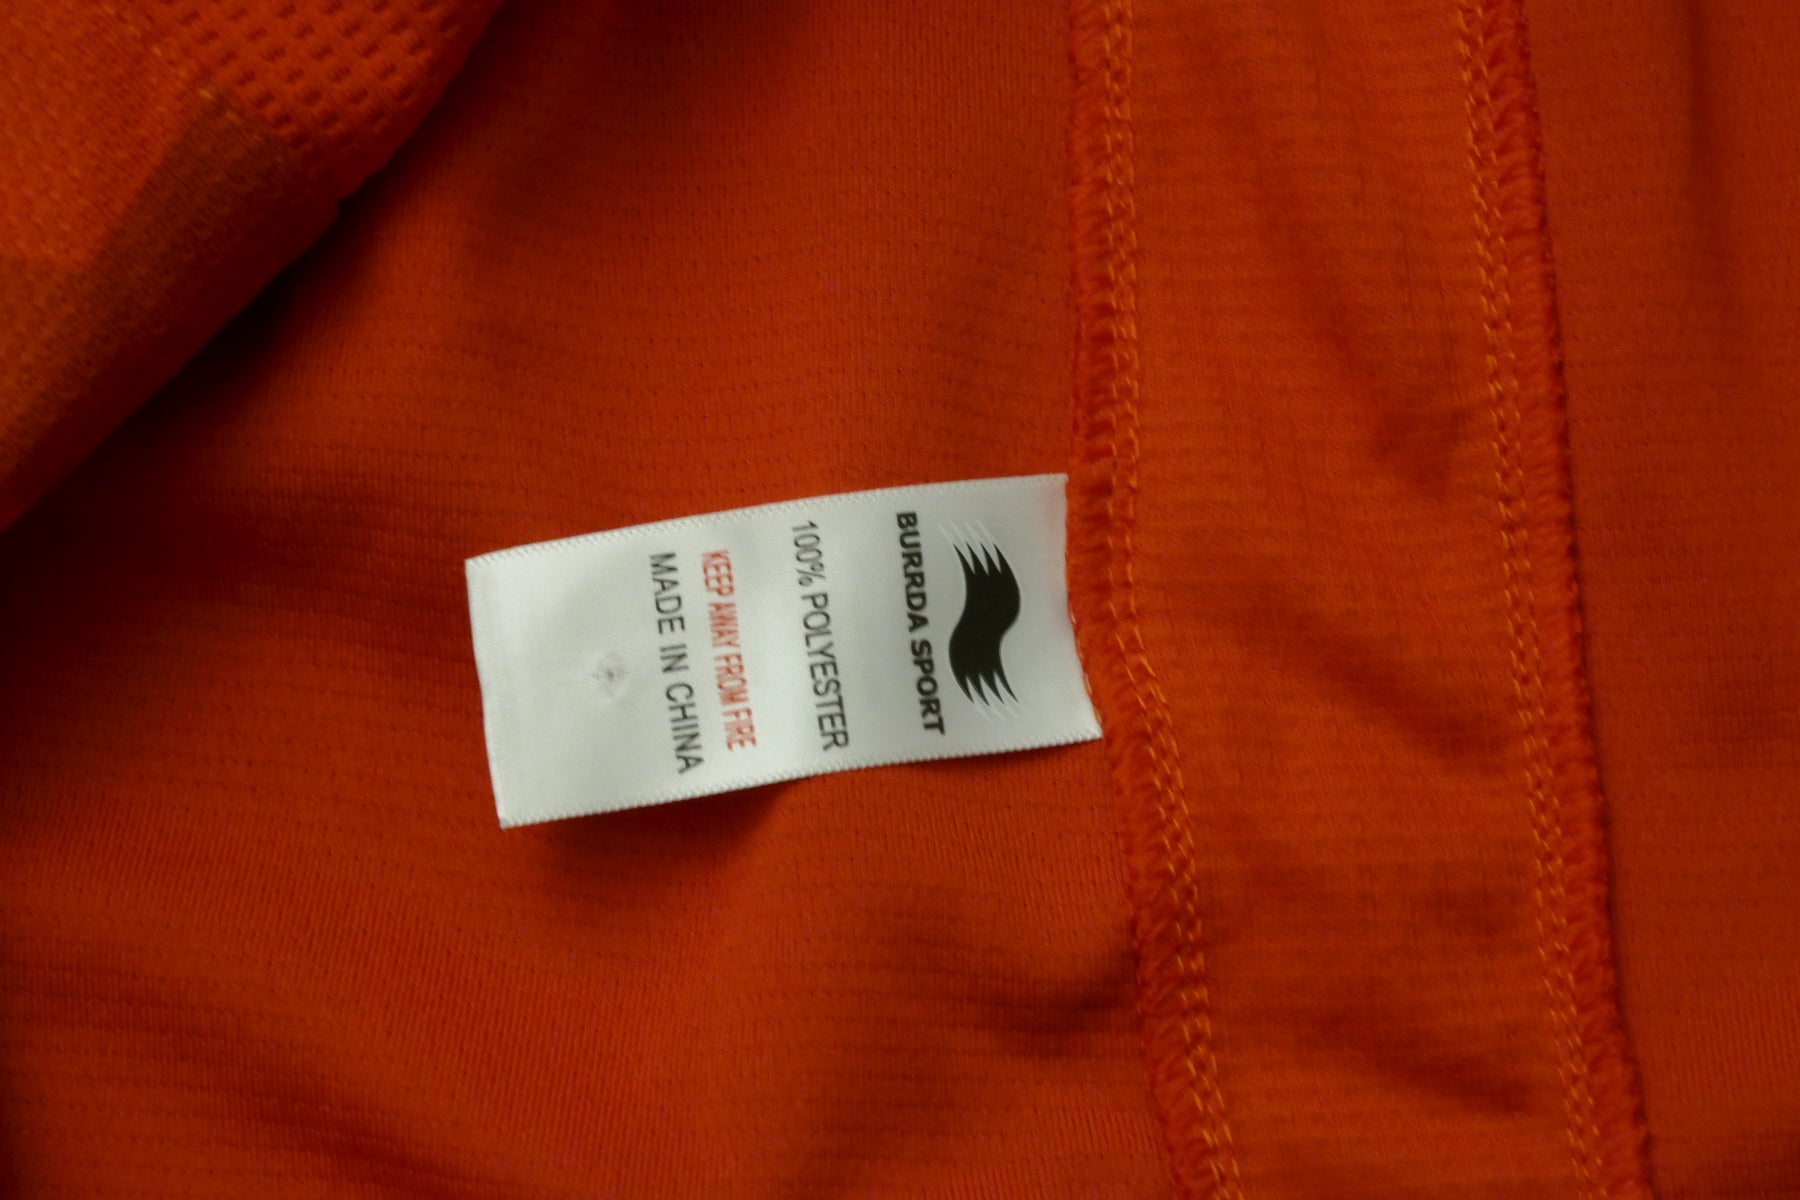 BURRDA SPORT
100% POLYESTER
KEEP AWAY FROM FIRE
MADE IN CHINA